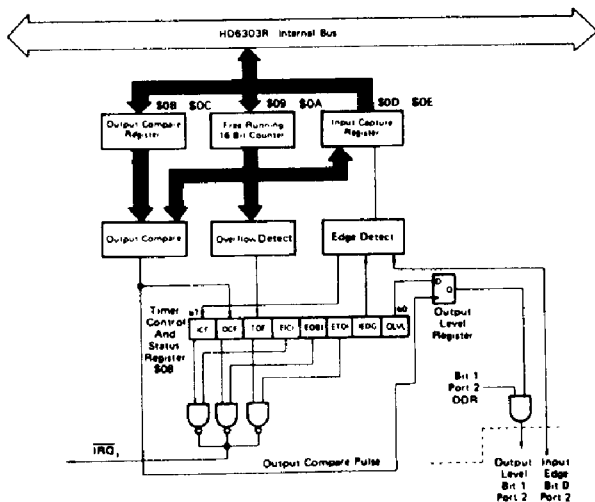 HD6303R Internal Bus
$0B $0C
$09 $0A
$0D $0E
Output Compare
Register
Free Running
16 Bit Counter
Input Capture
Register
Output Compare
Overflow Detect
Edge Detect
Timer
Control
And
Status
Register
$08
b7
b0
ICF OCF TOF EICI EOBI ETOI IEDG OLVL
D
Q
Output
Level
Register
Bit 1
Port 2
DDR
IRQ₁
Output Compare Pulse
Output
Level
Bit 1
Port 2
Input
Edge
Bit 0
Port 2